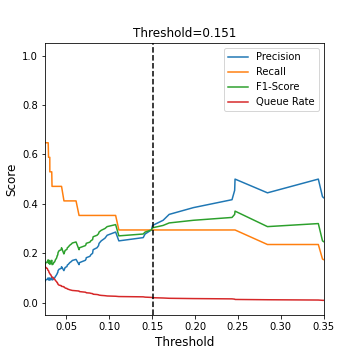 Threshold=0.151
1.0
0.8
0.6
0.4
0.2
0.0
Score
Precision
Recall
F1-Score
Queue Rate
0.05 0.10 0.15 0.20 0.25 0.30 0.35
Threshold